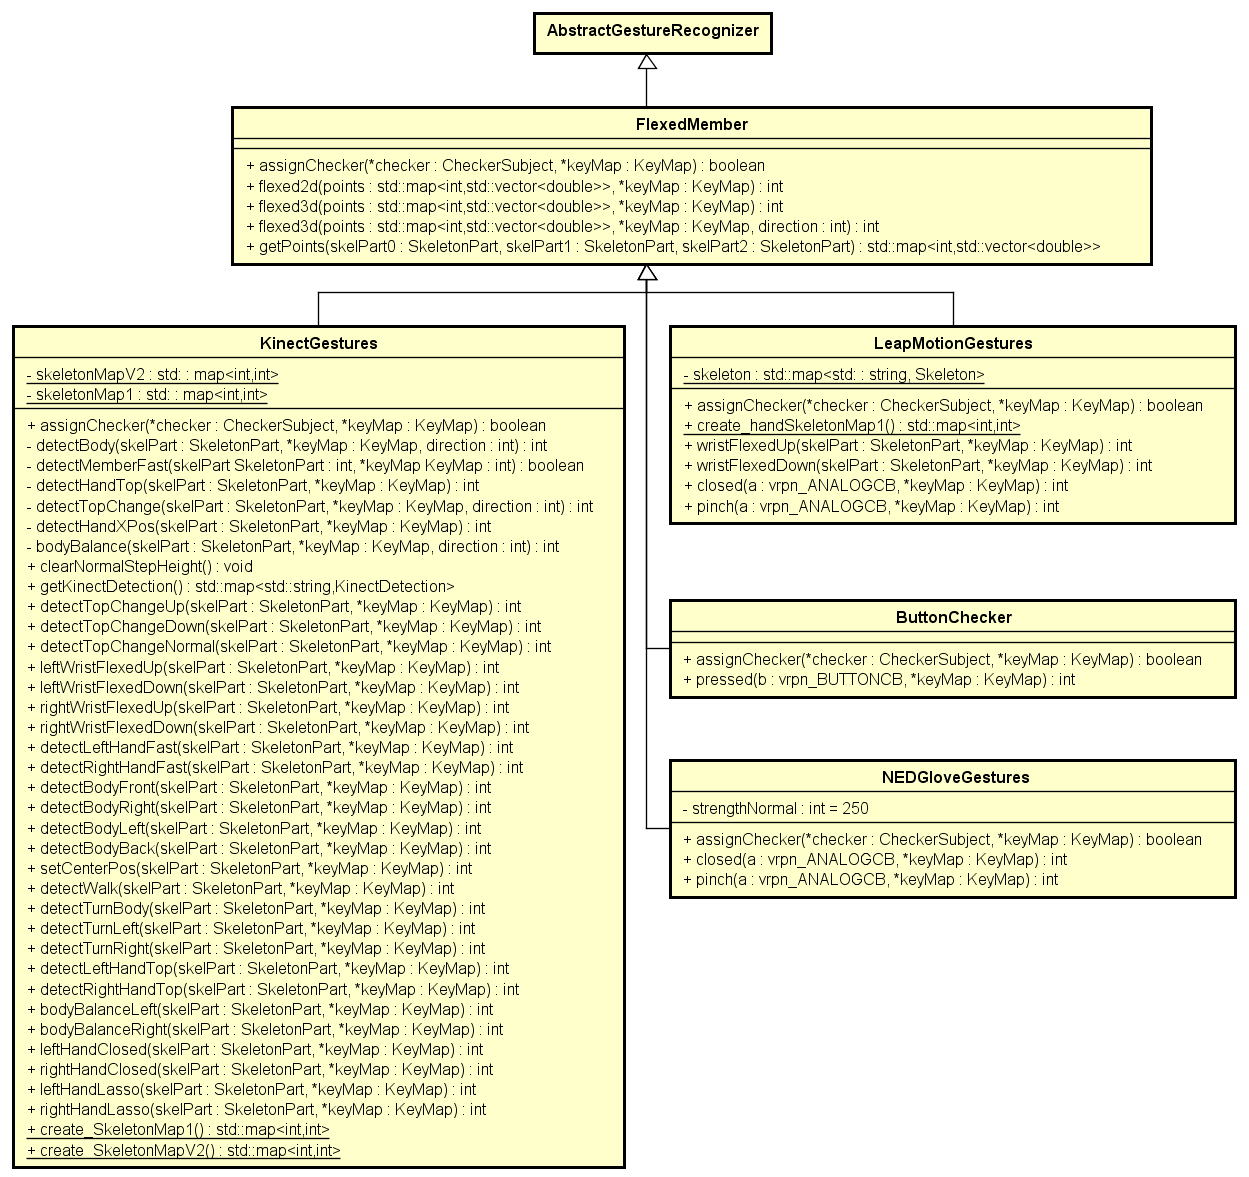 AbstractGestureRecognizer
FlexedMember
+ assignChecker(*checker : CheckerSubject, *keyMap : KeyMap) : boolean
+ flexed2d(points : std::map<int,std::vector<double>>, *keyMap : KeyMap) : int
+ flexed3d(points : std::map<int,std::vector<double>>, *keyMap : KeyMap) : int
+ flexed3d(points : std::map<int,std::vector<double>>, *keyMap : KeyMap, direction : int) : int
+ getPoints(skelPart0 : SkeletonPart, skelPart1 : SkeletonPart, skelPart2 : SkeletonPart) : std::map<int,std::vector<double>>
KinectGestures
- skeletonMapV2 : std: : map<int,int>
- skeletonMap1 : std: : map<int,int>
+ assignChecker(*checker : CheckerSubject, *keyMap : KeyMap) : boolean
- detectBody(skelPart : SkeletonPart, *keyMap : KeyMap, direction : int) : int
- detectMemberFast(skelPart SkeletonPart : int, *keyMap KeyMap : int) : boolean
- detectHandTop(skelPart : SkeletonPart, *keyMap : KeyMap) : int
- detectTopChange(skelPart : SkeletonPart, *keyMap : KeyMap, direction : int) : int
- detectHandXPos(skelPart : SkeletonPart, *keyMap : KeyMap) : int
- bodyBalance(skelPart : SkeletonPart, *keyMap : KeyMap, direction : int) : int
+ clearNormalStepHeight() : void
+ getKinectDetection() : std::map<std::string,KinectDetection>
+ detectTopChangeUp(skelPart : SkeletonPart, *keyMap : KeyMap) : int
+ detectTopChangeDown(skelPart : SkeletonPart, *keyMap : KeyMap) : int
+ detectTopChangeNormal(skelPart : SkeletonPart, *keyMap : KeyMap) : int
+ leftWristFlexedUp(skelPart : SkeletonPart, *keyMap : KeyMap) : int
+ leftWristFlexedDown(skelPart : SkeletonPart, *keyMap : KeyMap) : int
+ rightWristFlexedUp(skelPart : SkeletonPart, *keyMap : KeyMap) : int
+ rightWristFlexedDown(skelPart : SkeletonPart, *keyMap : KeyMap) : int
+ detectLeftHandFast(skelPart : SkeletonPart, *keyMap : KeyMap) : int
+ detectRightHandFast(skelPart : SkeletonPart, *keyMap : KeyMap) : int
+ detectBodyFront(skelPart : SkeletonPart, *keyMap : KeyMap) : int
+ detectBodyRight(skelPart : SkeletonPart, *keyMap : KeyMap) : int
+ detectBodyLeft(skelPart : SkeletonPart, *keyMap : KeyMap) : int
+ detectBodyBack(skelPart : SkeletonPart, *keyMap : KeyMap) : int
+ setCenterPos(skelPart : SkeletonPart, *keyMap : KeyMap) : int
+ detectWalk(skelPart : SkeletonPart, *keyMap : KeyMap) : int
+ detectTurnBody(skelPart : SkeletonPart, *keyMap : KeyMap) : int
+ detectTurnLeft(skelPart : SkeletonPart, *keyMap : KeyMap) : int
+ detectTurnRight(skelPart : SkeletonPart, *keyMap : KeyMap) : int
+ detectLeftHandTop(skelPart : SkeletonPart, *keyMap : KeyMap) : int
+ detectRightHandTop(skelPart : SkeletonPart, *keyMap : KeyMap) : int
+ bodyBalanceLeft(skelPart : SkeletonPart, *keyMap : KeyMap) : int
+ bodyBalanceRight(skelPart : SkeletonPart, *keyMap : KeyMap) : int
+ leftHandClosed(skelPart : SkeletonPart, *keyMap : KeyMap) : int
+ rightHandClosed(skelPart : SkeletonPart, *keyMap : KeyMap) : int
+ leftHandLasso(skelPart : SkeletonPart, *keyMap : KeyMap) : int
+ rightHandLasso(skelPart : SkeletonPart, *keyMap : KeyMap) : int
+ create_SkeletonMap1() : std::map<int,int>
+ create_SkeletonMapV2() : std::map<int,int>
LeapMotionGestures
- skeleton : std::map<std: : string, Skeleton>
+ assignChecker(*checker : CheckerSubject, *keyMap : KeyMap) : boolean
+ create_handSkeletonMap1() : std::map<int,int>
+ wristFlexedUp(skelPart : SkeletonPart, *keyMap : KeyMap) : int
+ wristFlexedDown(skelPart : SkeletonPart, *keyMap : KeyMap) : int
+ closed(a : vrpn_ANALOGCB, *keyMap : KeyMap) : int
+ pinch(a : vrpn_ANALOGCB, *keyMap : KeyMap) : int
ButtonChecker
+ assignChecker(*checker : CheckerSubject, *keyMap : KeyMap) : boolean
+ pressed(b : vrpn_BUTTONCB, *keyMap : KeyMap) : int
NEDGloveGestures
- strengthNormal : int = 250
+ assignChecker(*checker : CheckerSubject, *keyMap : KeyMap) : boolean
+ closed(a : vrpn_ANALOGCB, *keyMap : KeyMap) : int
+ pinch(a : vrpn_ANALOGCB, *keyMap : KeyMap) : int